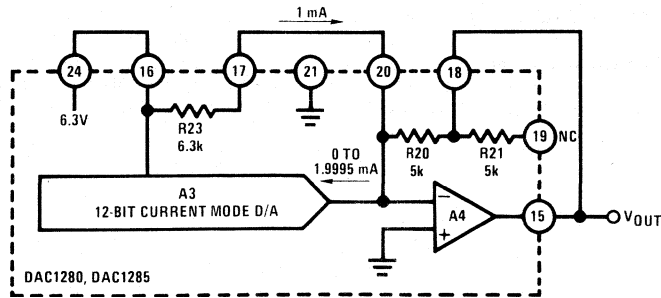 1 mA
24
16
17
21
20
18
6.3V
R23
6.3k
19
NC
R20
5k
R21
5k
0 TO
1.9995 mA
A3
12-BIT CURRENT MODE D/A
−
A4
+
15
VOUT
DAC1280, DAC1285